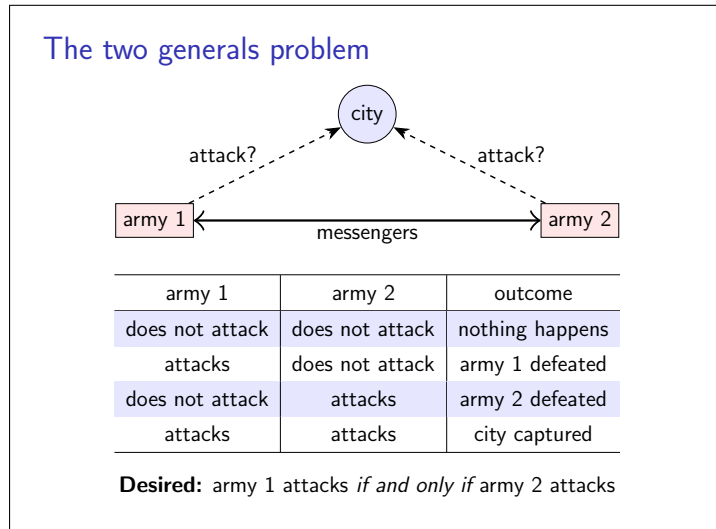 The two generals problem
city
attack? attack?
army 1 army 2
messengers
army 1 army 2 outcome
does not attack does not attack nothing happens
attacks does not attack army 1 defeated
does not attack attacks army 2 defeated
attacks attacks city captured
Desired: army 1 attacks if and only if army 2 attacks